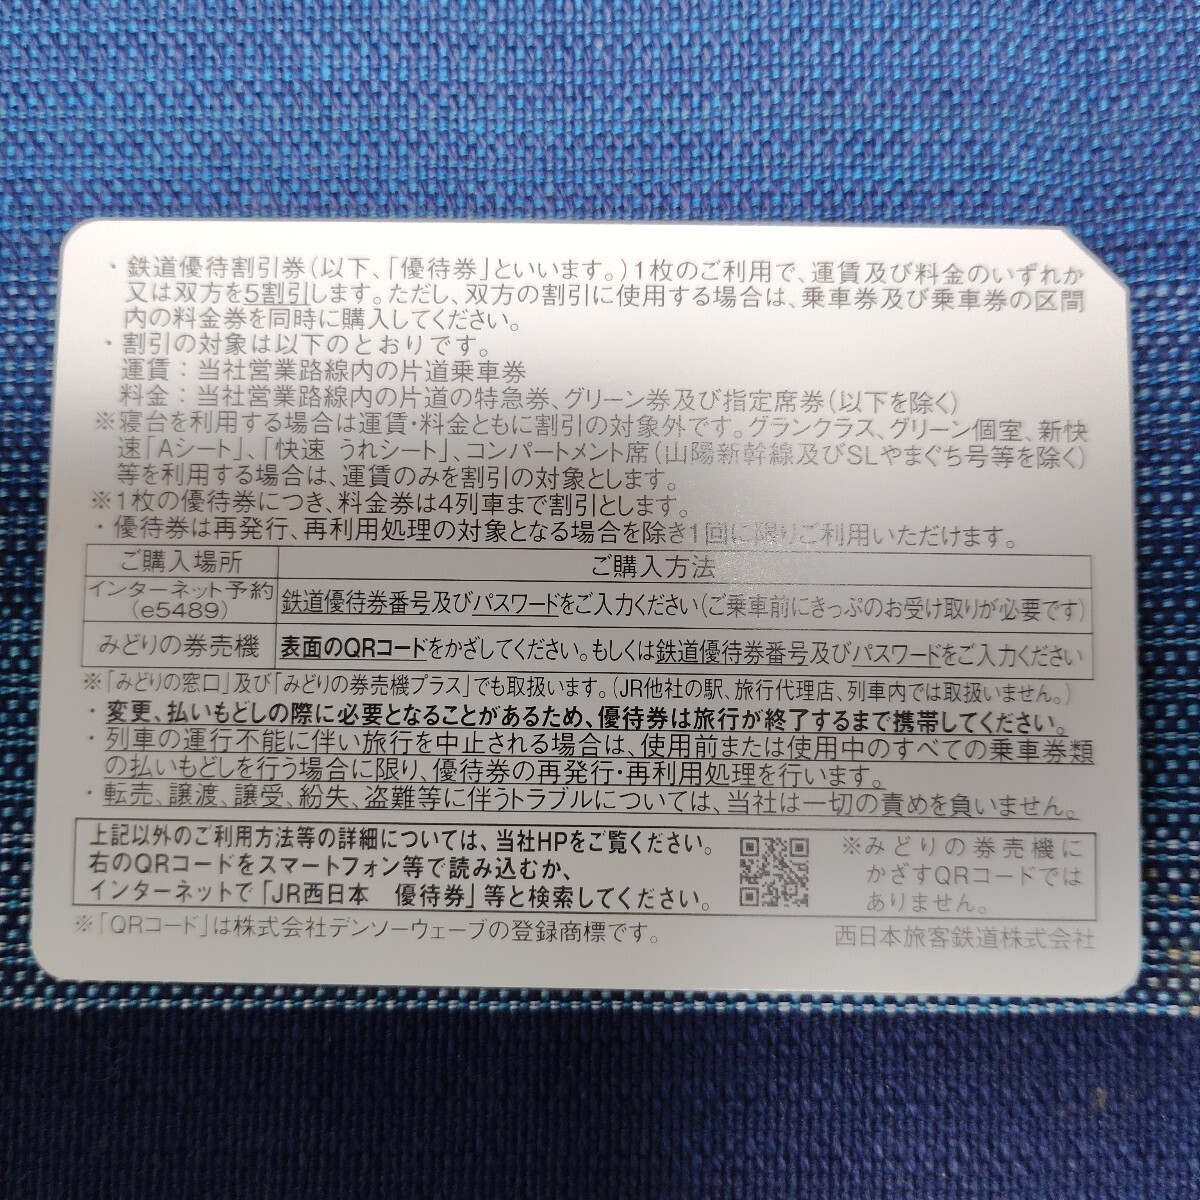 ・鉄道優待割引券(以下、「優待券」といいます。)1枚のご利用で、運賃及び料金のいずれか
又は双方を5割引します。ただし、双方の割引に使用する場合は、乗車券及び乗車券の区間
内の料金券を同時に購入してください。
・割引の対象は以下のとおりです。
運賃：当社営業路線内の片道乗車券
料金：当社営業路線内の片道の特急券、グリーン券及び指定席券(以下を除く)
※寝台を利用する場合は運賃・料金ともに割引の対象外です。グランクラス、グリーン個室、新快
速「Aシート」、「快速 うれシート」、コンパートメント席(山陽新幹線及びSLやまぐち号等を除く)
等を利用する場合は、運賃のみを割引の対象とします。
※1枚の優待券につき、料金券は4列車まで割引とします。
・優待券は再発行、再利用処理の対象となる場合を除き1回に限りご利用いただけます。
ご購入場所 ご購入方法
インターネット予約
(e5489)
鉄道優待券番号及びパスワードをご入力ください(ご乗車前にきっぷのお受け取りが必要です)
みどりの券売機 表面のQRコードをかざしてください。もしくは鉄道優待券番号及びパスワードをご入力ください
※「みどりの窓口」及び「みどりの券売機プラス」でも取扱います。(JR他社の駅、旅行代理店、列車内では取扱いません。)
・変更、払いもどしの際に必要となることがあるため、優待券は旅行が終了するまで携帯してください。
・列車の運行不能に伴い旅行を中止される場合は、使用前または使用中のすべての乗車券類
の払いもどしを行う場合に限り、優待券の再発行・再利用処理を行います。
・転売、譲渡、譲受、紛失、盗難等に伴うトラブルについては、当社は一切の責めを負いません。
上記以外のご利用方法等の詳細については、当社HPをご覧ください。
右のQRコードをスマートフォン等で読み込むか、
インターネットで「JR西日本　優待券」等と検索してください。
※みどりの券売機に
かざすQRコードでは
ありません。
※「QRコード」は株式会社デンソーウェーブの登録商標です。
西日本旅客鉄道株式会社